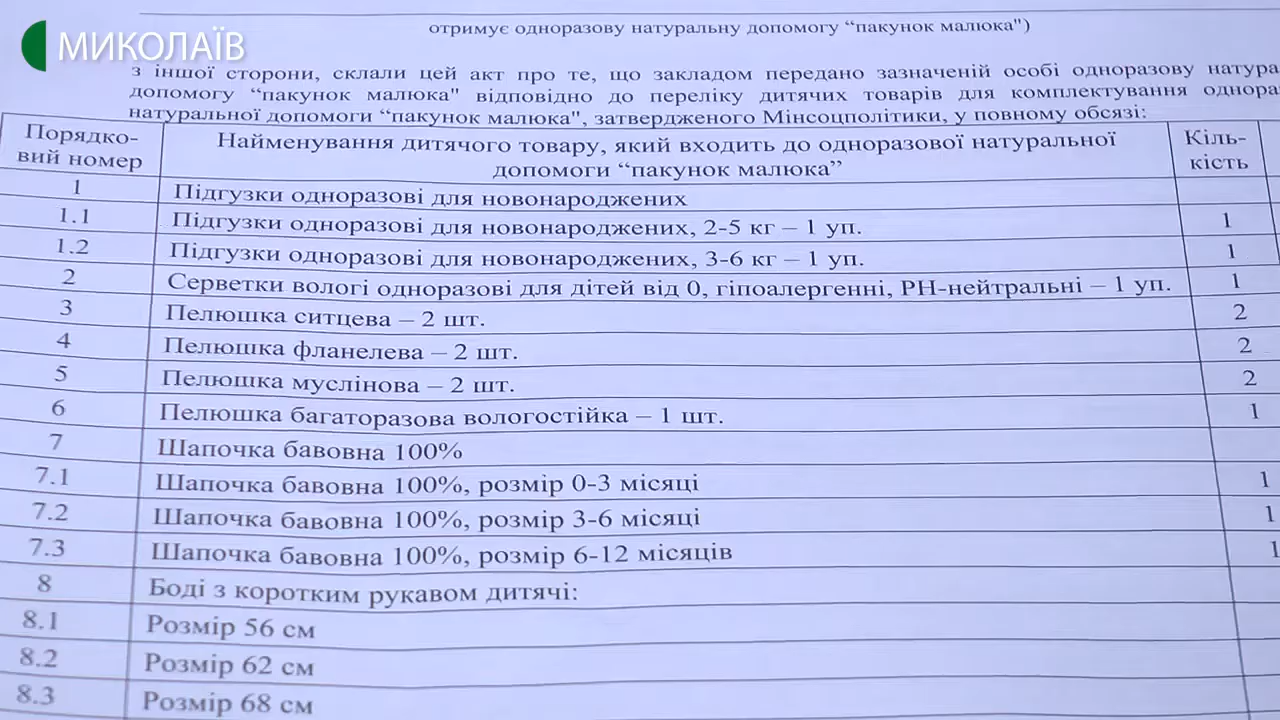 МИКОЛАЇВ
отримує одноразову натуральну допомогу “пакунок малюка")
з іншої сторони, склали цей акт про те, що закладом передано зазначеній особі одноразову
допомогу “пакунок малюка" відповідно до переліку дитячих товарів для комплектування
натуральної допомоги “пакунок малюка", затвердженого Мінсоцполітики, у повному обсязі:
Порядко-
вий номер
Найменування дитячого товару, який входить до одноразової натуральної
допомоги “пакунок малюка”
Кіль-
кість
1 Підгузки одноразові для новонароджених
1.1 Підгузки одноразові для новонароджених, 2-5 кг – 1 уп. 1
1.2 Підгузки одноразові для новонароджених, 3-6 кг – 1 уп. 1
2 Серветки вологі одноразові для дітей від 0, гіпоалергенні, РН-нейтральні – 1 уп. 1
3 Пелюшка ситцева – 2 шт. 2
4 Пелюшка фланелева – 2 шт. 2
5 Пелюшка муслінова – 2 шт. 2
6 Пелюшка багаторазова вологостійка – 1 шт. 1
7 Шапочка бавовна 100%
7.1 Шапочка бавовна 100%, розмір 0-3 місяці 1
7.2 Шапочка бавовна 100%, розмір 3-6 місяці 1
7.3 Шапочка бавовна 100%, розмір 6-12 місяців 1
8 Боді з коротким рукавом дитячі:
8.1 Розмір 56 см
8.2 Розмір 62 см
8.3 Розмір 68 см